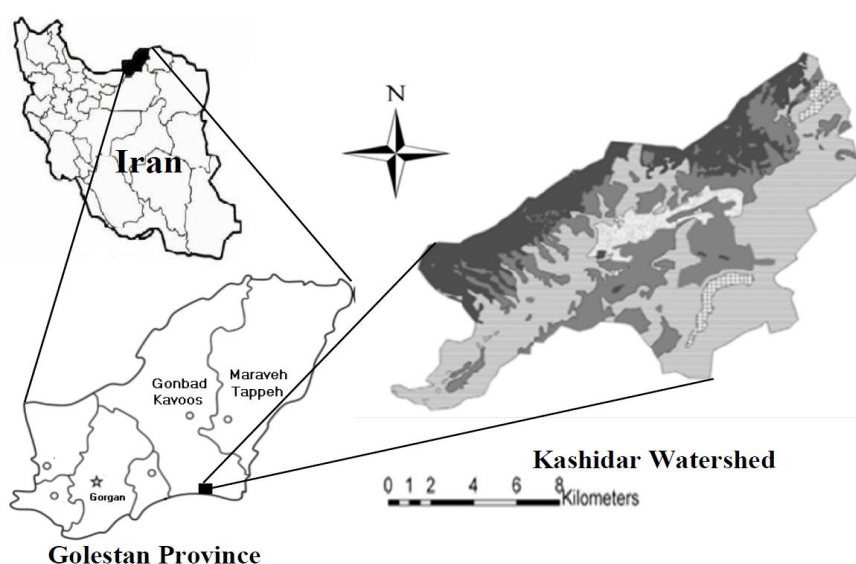 Iran
N
Gonbad
Kavoos
Maraveh
Tappeh
Gorgan
Golestan Province
Kashidar Watershed
0 1 2 4 6 8
Kilometers